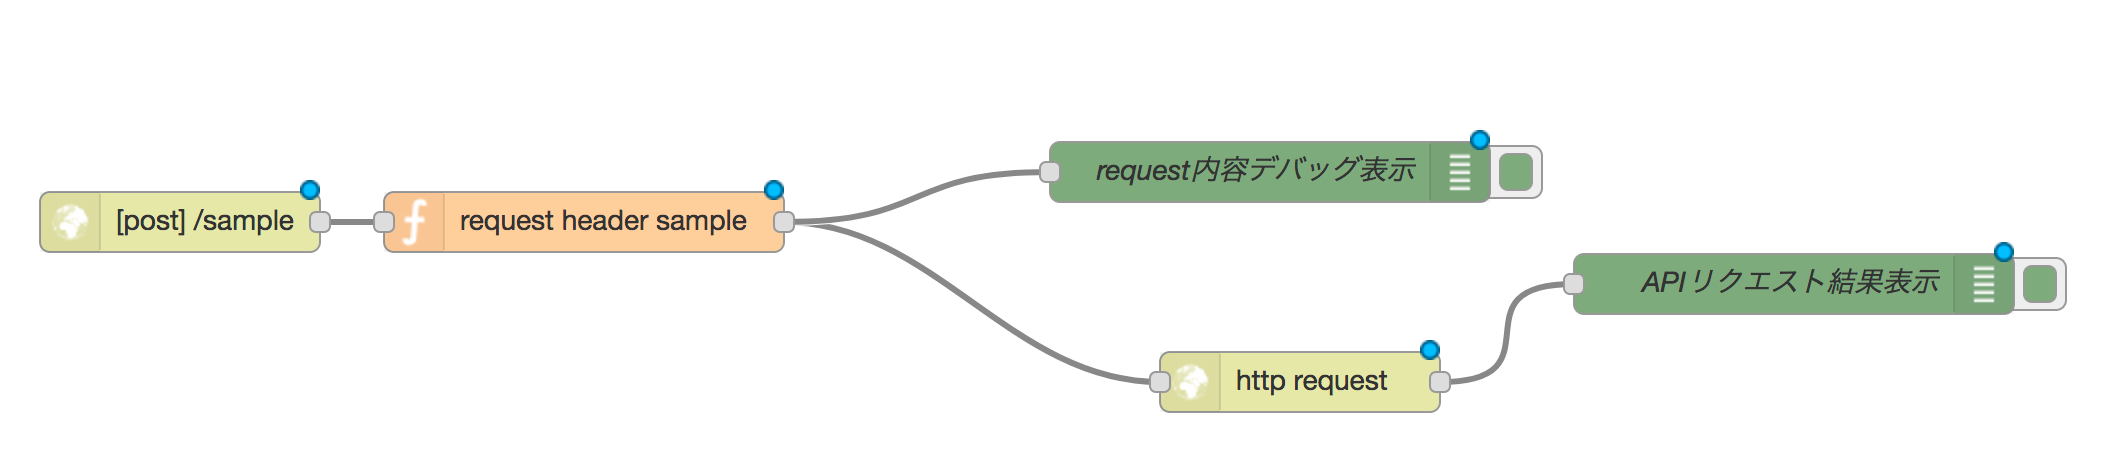 [post] /sample
request header sample
request内容デバッグ表示
APIリクエスト結果表示
http request